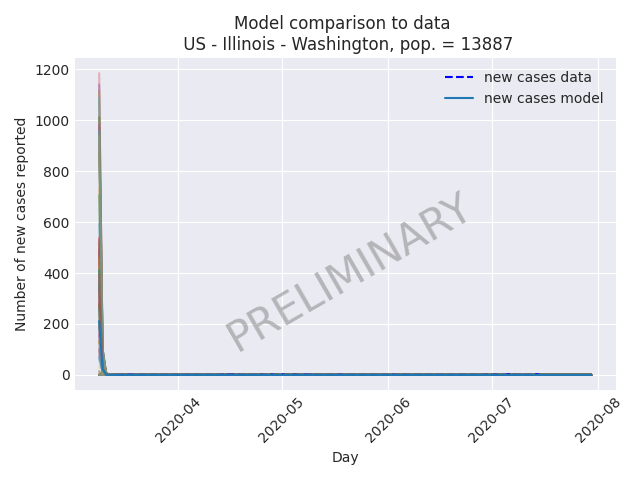 Model comparison to data
US - Illinois - Washington, pop. = 13887
new cases data
new cases model
Number of new cases reported
1200
1000
800
600
400
200
0
PRELIMINARY
2020-04
2020-05
2020-06
2020-07
2020-08
Day